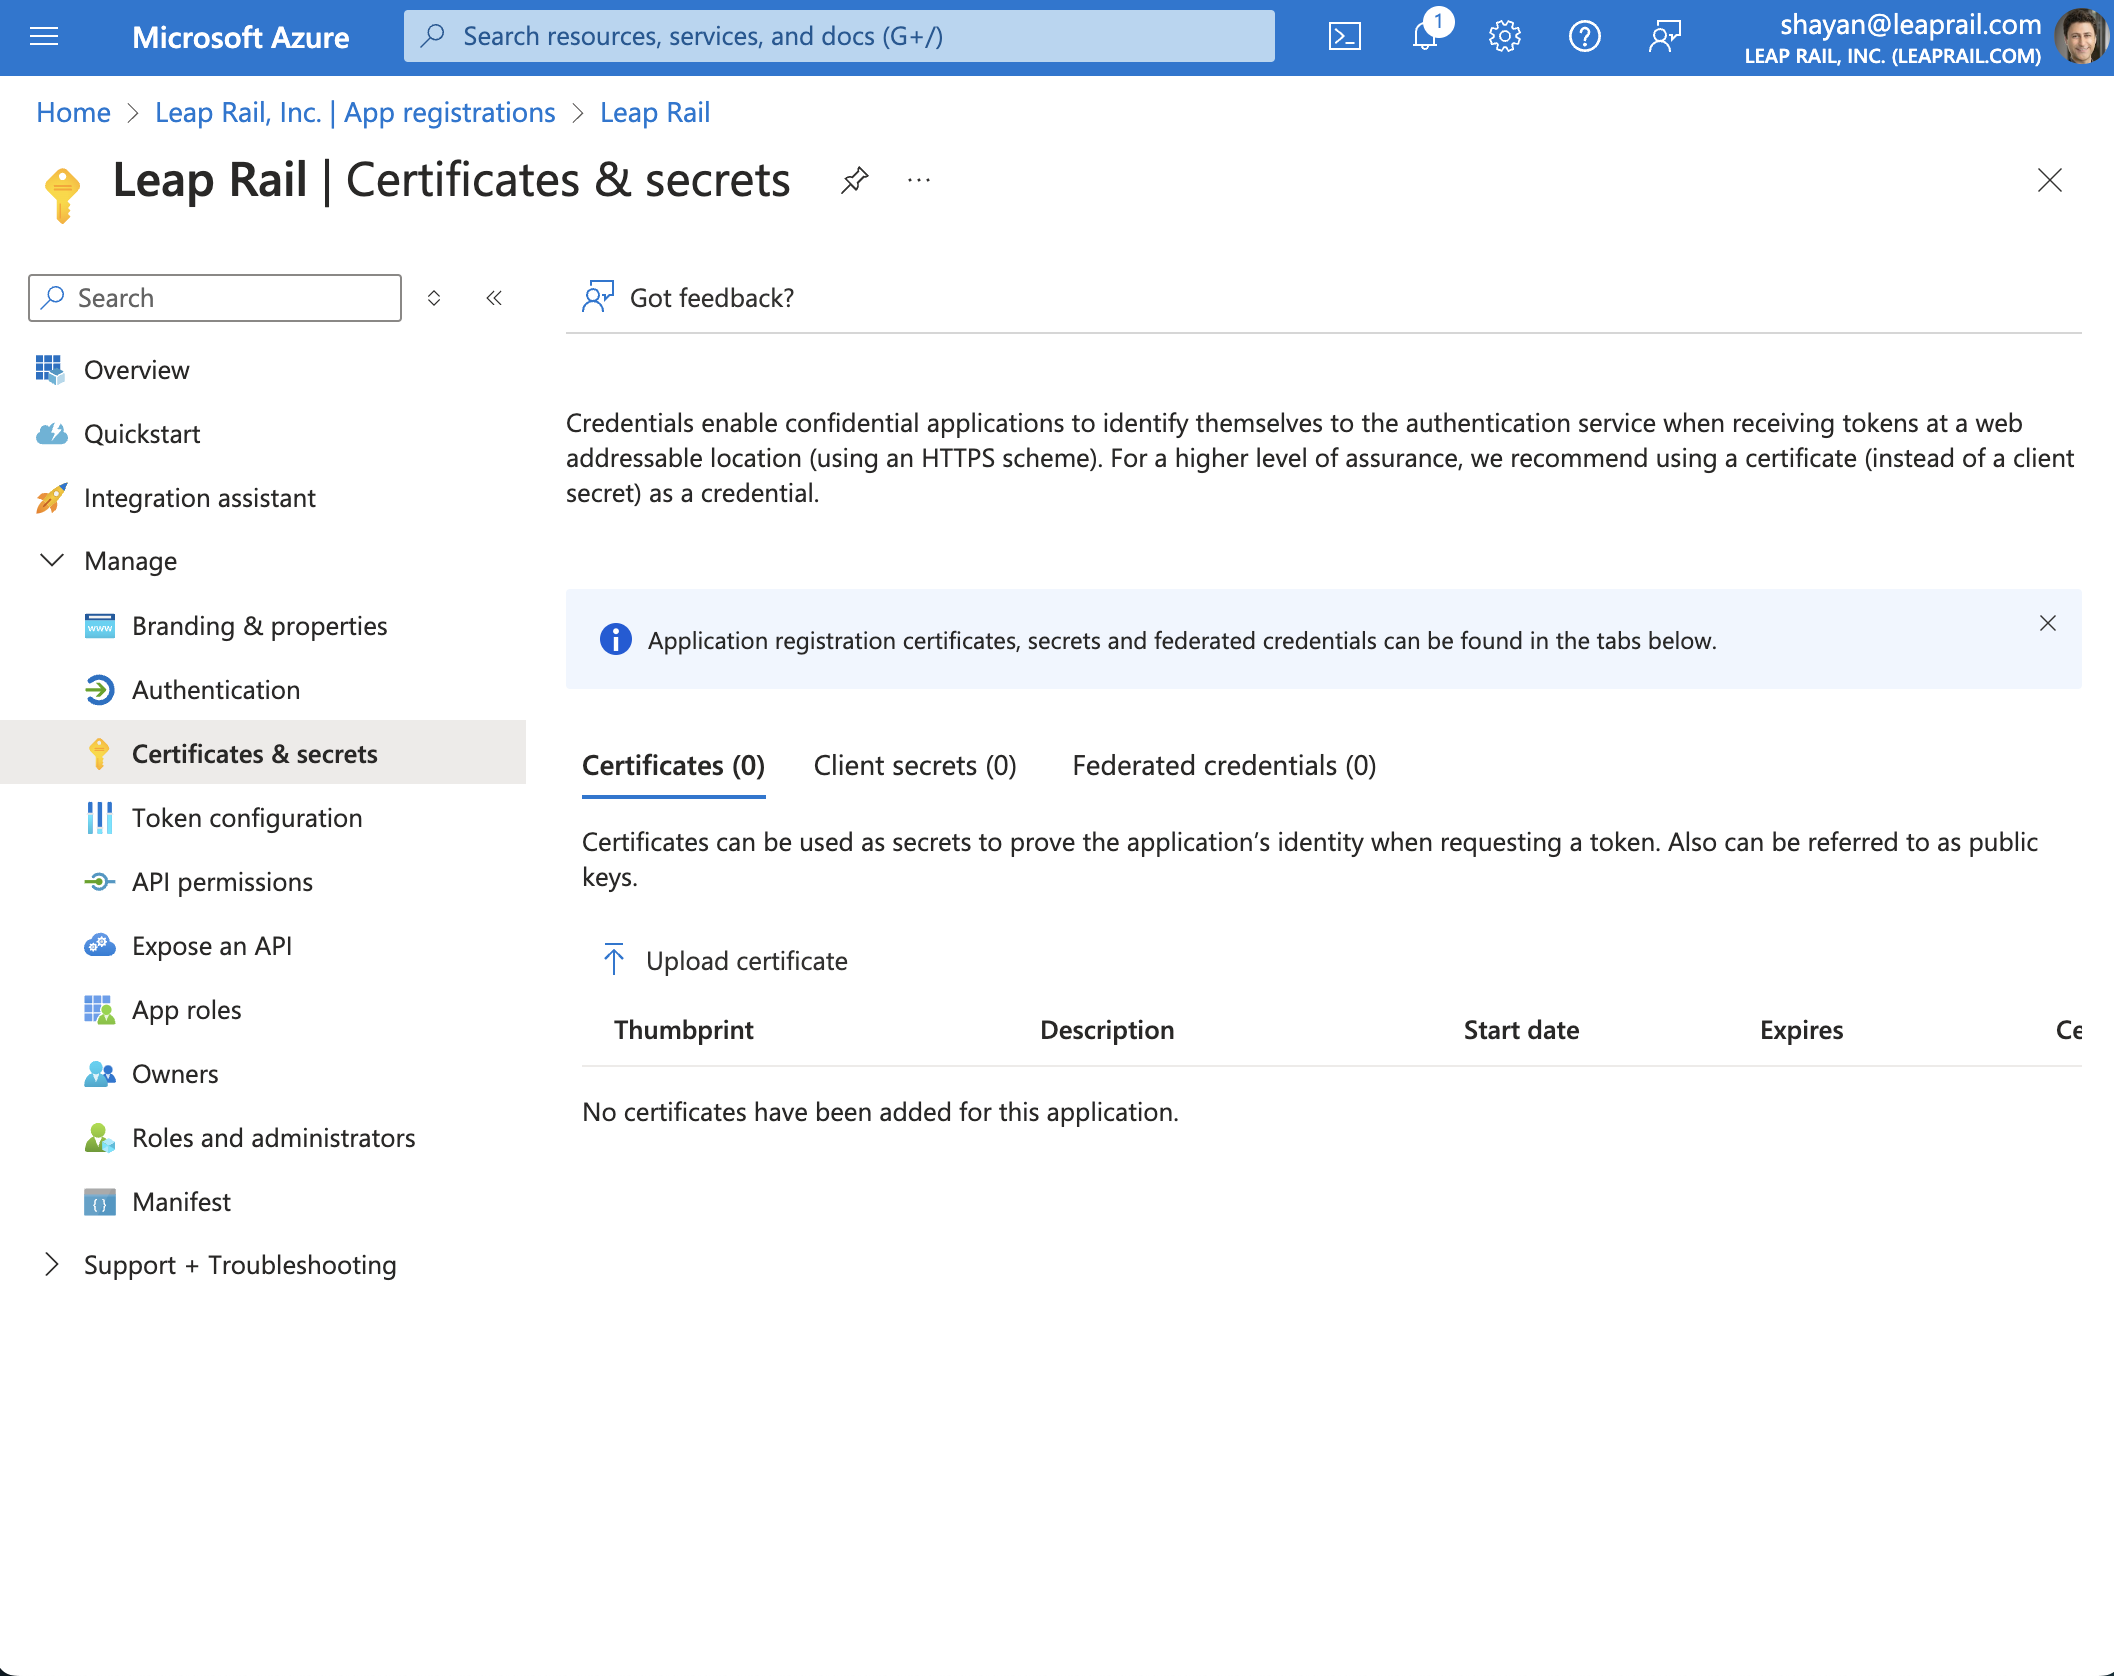 Microsoft Azure
Search resources, services, and docs (G+/)
1
shayan@leaprail.com
LEAP RAIL, INC. (LEAPRAIL.COM)
Home > Leap Rail, Inc. | App registrations > Leap Rail
Leap Rail | Certificates & secrets
Search
Got feedback?
Overview
Quickstart
Integration assistant
Manage
Branding & properties
Authentication
Certificates & secrets
Token configuration
API permissions
Expose an API
App roles
Owners
Roles and administrators
Manifest
Support + Troubleshooting
Credentials enable confidential applications to identify themselves to the authentication service when receiving tokens at a web
addressable location (using an HTTPS scheme). For a higher level of assurance, we recommend using a certificate (instead of a client
secret) as a credential.
Application registration certificates, secrets and federated credentials can be found in the tabs below.
Certificates (0) Client secrets (0) Federated credentials (0)
Certificates can be used as secrets to prove the application’s identity when requesting a token. Also can be referred to as public
keys.
Upload certificate
Thumbprint Description Start date Expires Ce
No certificates have been added for this application.